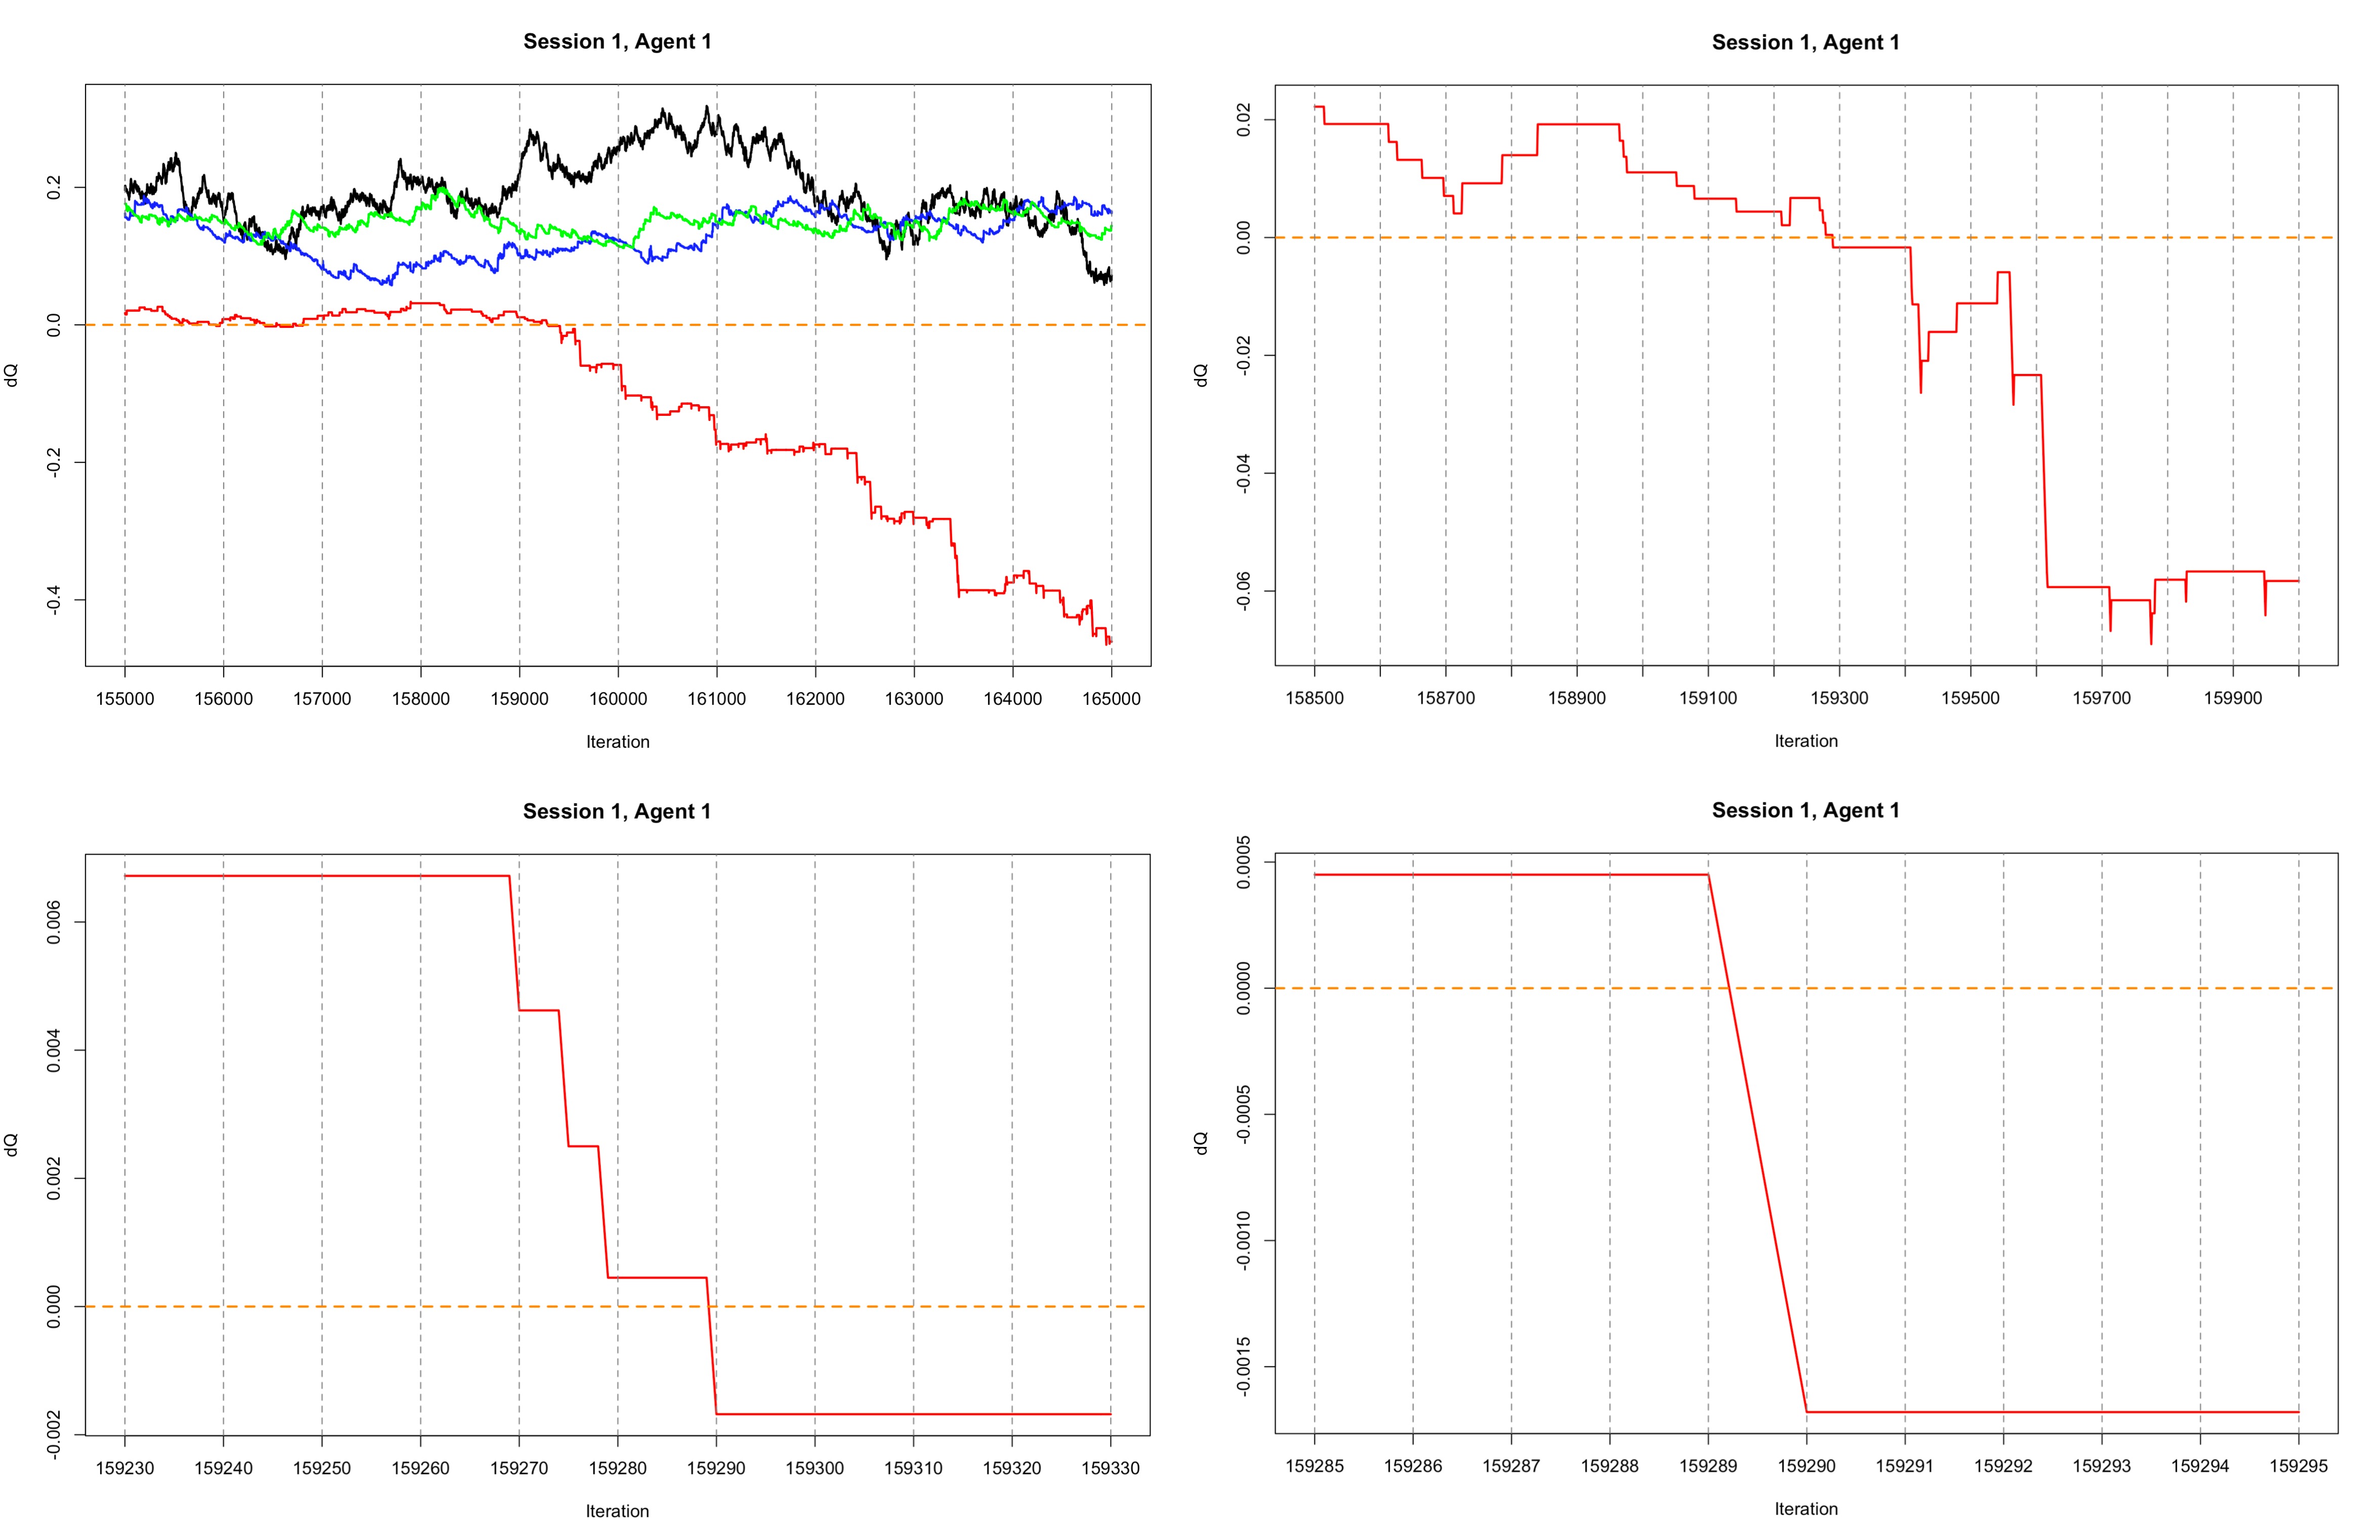 Session 1, Agent 1
dQ
0.2
0.0
-0.2
-0.4
155000 156000 157000 158000 159000 160000 161000 162000 163000 164000 165000
Iteration
Session 1, Agent 1
dQ
0.02
0.00
-0.02
-0.04
-0.06
158500 158700 158900 159100 159300 159500 159700 159900
Iteration
Session 1, Agent 1
dQ
0.006
0.004
0.002
0.000
-0.002
159230 159240 159250 159260 159270 159280 159290 159300 159310 159320 159330
Iteration
Session 1, Agent 1
dQ
0.0005
0.0000
-0.0005
-0.0010
-0.0015
159285 159286 159287 159288 159289 159290 159291 159292 159293 159294 159295
Iteration